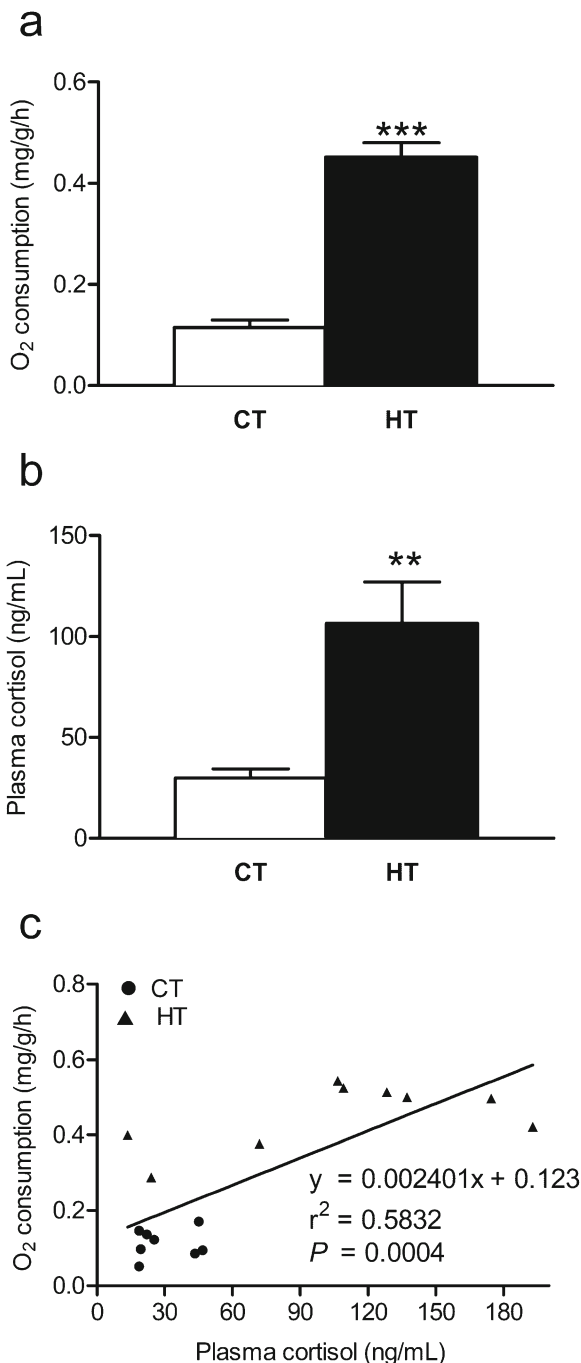 a
O₂ consumption (mg/g/h)
0.6
0.4
0.2
0.0
***
CT HT
b
Plasma cortisol (ng/mL)
150
100
50
0
**
CT HT
c
O₂ consumption (mg/g/h)
0.8
0.6
0.4
0.2
0.0
CT
HT
y = 0.002401x + 0.123
r² = 0.5832
P = 0.0004
0 30 60 90 120 150 180
Plasma cortisol (ng/mL)